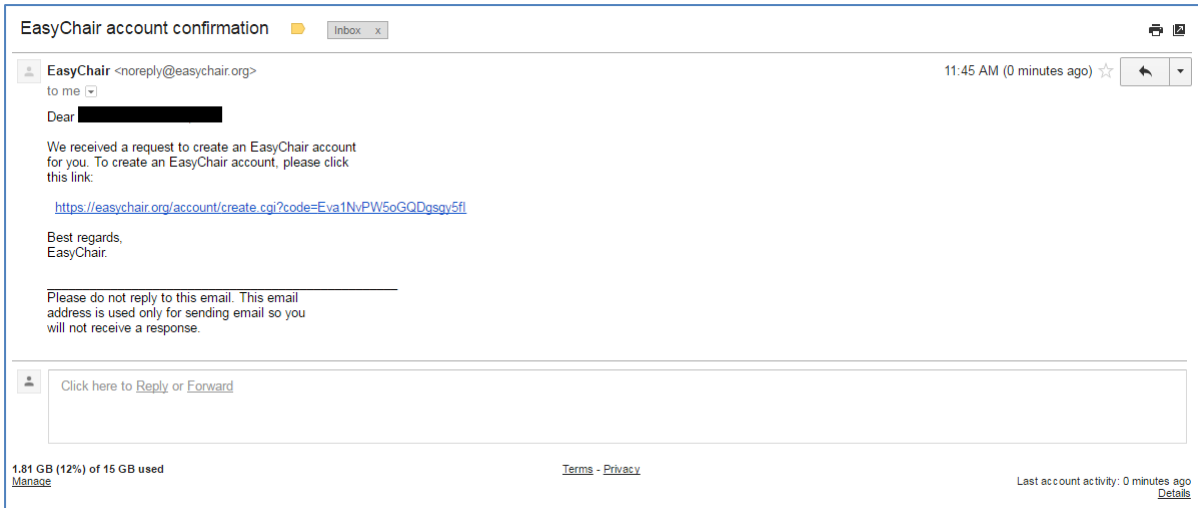 EasyChair account confirmation Inbox x
EasyChair <noreply@easychair.org> 11:45 AM (0 minutes ago)
to me
Dear
We received a request to create an EasyChair account
for you. To create an EasyChair account, please click
this link:
https://easychair.org/account/create.cgi?code=Eva1NvPW5oGQDgsgy5fI
Best regards,
EasyChair.
Please do not reply to this email. This email
address is used only for sending email so you
will not receive a response.
Click here to Reply or Forward
1.81 GB (12%) of 15 GB used
Manage
Terms - Privacy
Last account activity: 0 minutes ago
Details